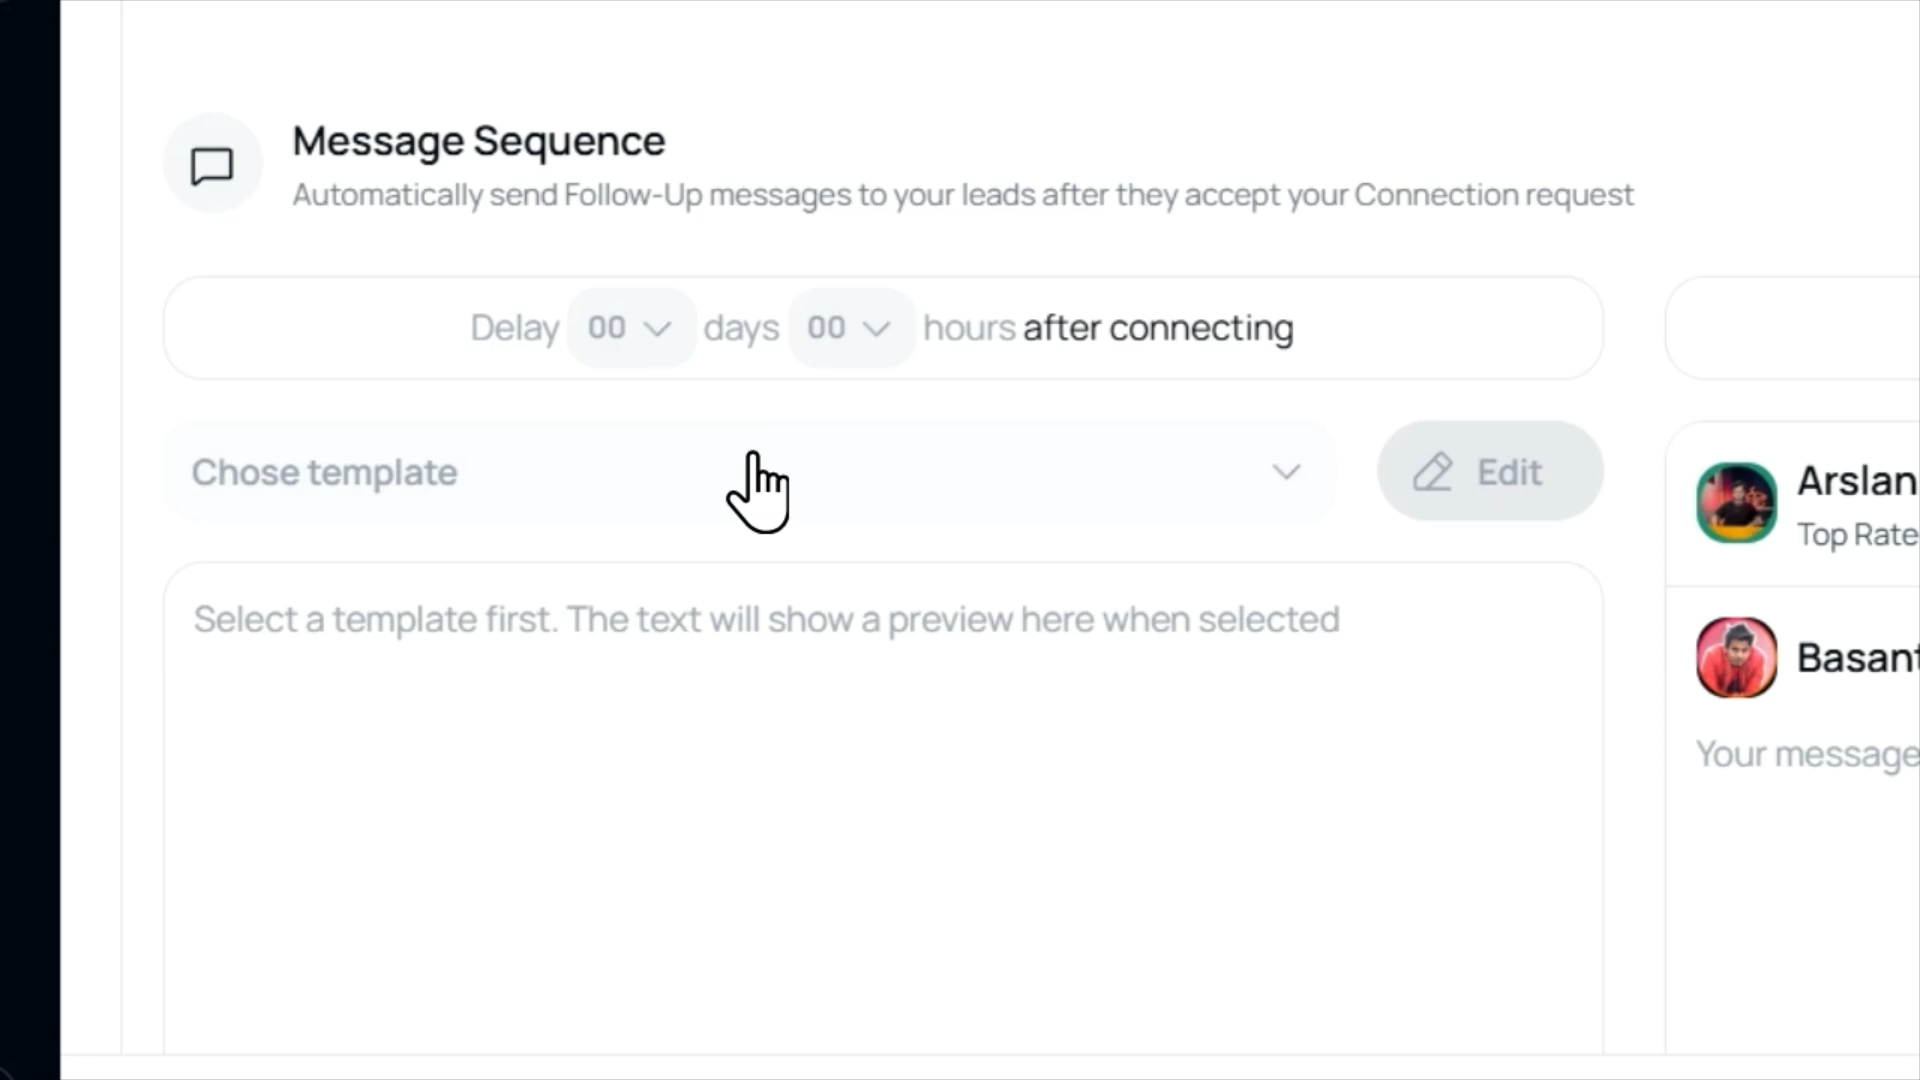 Message Sequence
Automatically send Follow-Up messages to your leads after they accept your Connection request
Delay 00 days 00 hours after connecting
Chose template
Edit
Select a template first. The text will show a preview here when selected
Arslan
Top Rate
Basant
Your message